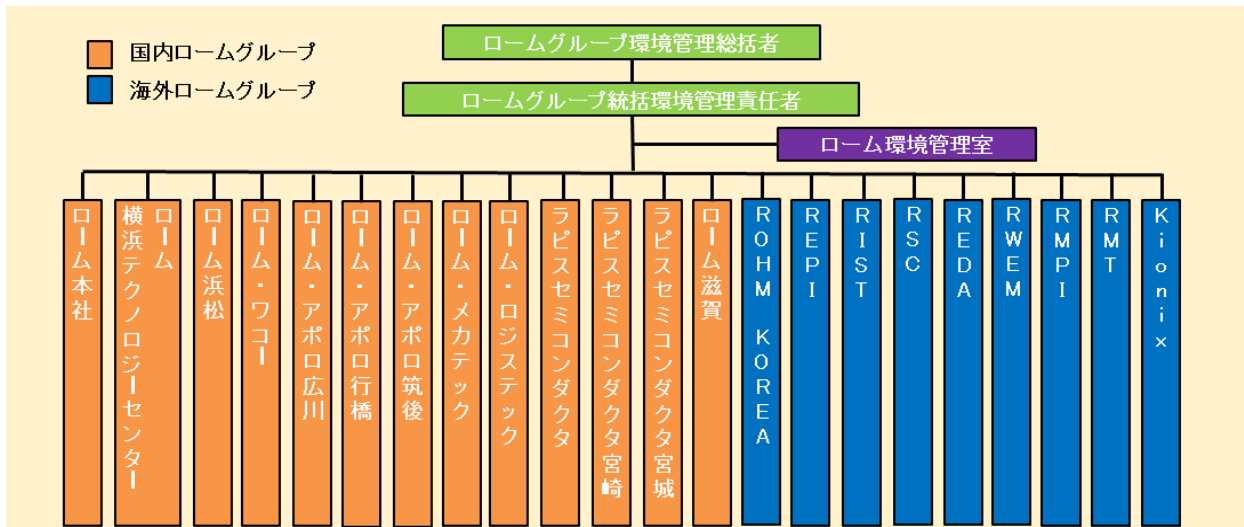 国内ロームグループ
海外ロームグループ
ロームグループ環境管理総括者
ロームグループ統括環境管理責任者
ローム環境管理室
ローム本社
ローム
横浜テクノロジーセンター
ローム浜松
ローム・ワコー
ローム・アポロ広川
ローム・アポロ行橋
ローム・アポロ筑後
ローム・メカテック
ローム・ロジステック
ラピスセミコンダクタ
ラピスセミコンダクタ宮崎
ラピスセミコンダクタ宮城
ローム滋賀
ROHM KOREA
REPI
RIST
RSC
REDA
RWEM
RMPI
RMT
Kionix